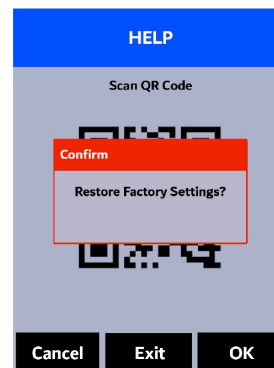 HELP
Scan QR Code
Confirm
Restore Factory Settings?
Cancel Exit OK